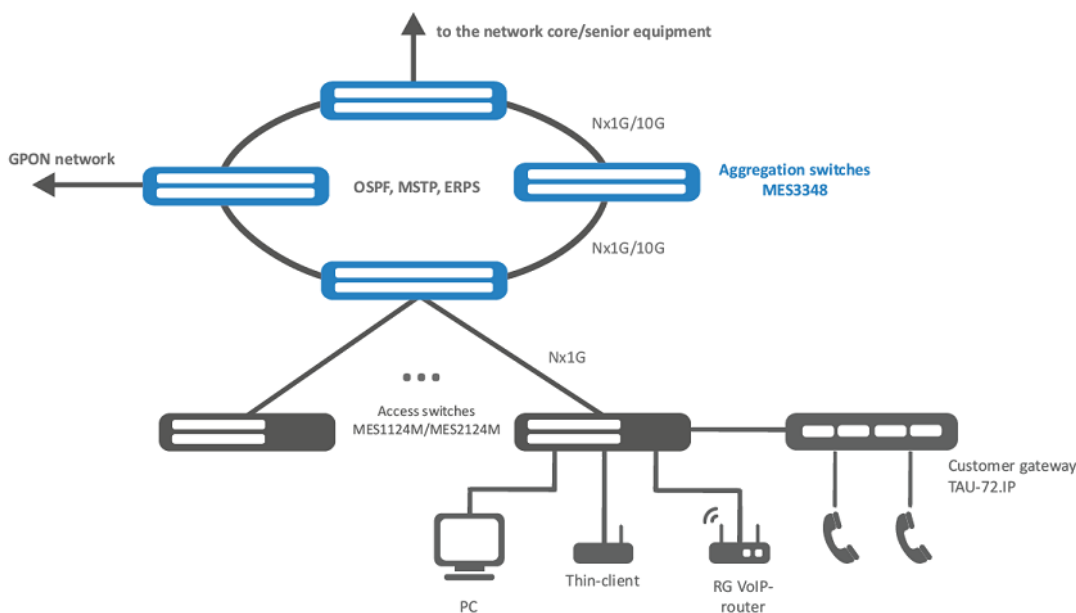 to the network core/senior equipment
Nx1G/10G
GPON network
OSPF, MSTP, ERPS
Aggregation switches
MES3348
Nx1G/10G
Nx1G
Access switches
MES1124M/MES2124M
Customer gateway
TAU-72.IP
Thin-client
RG VoIP-
router
PC